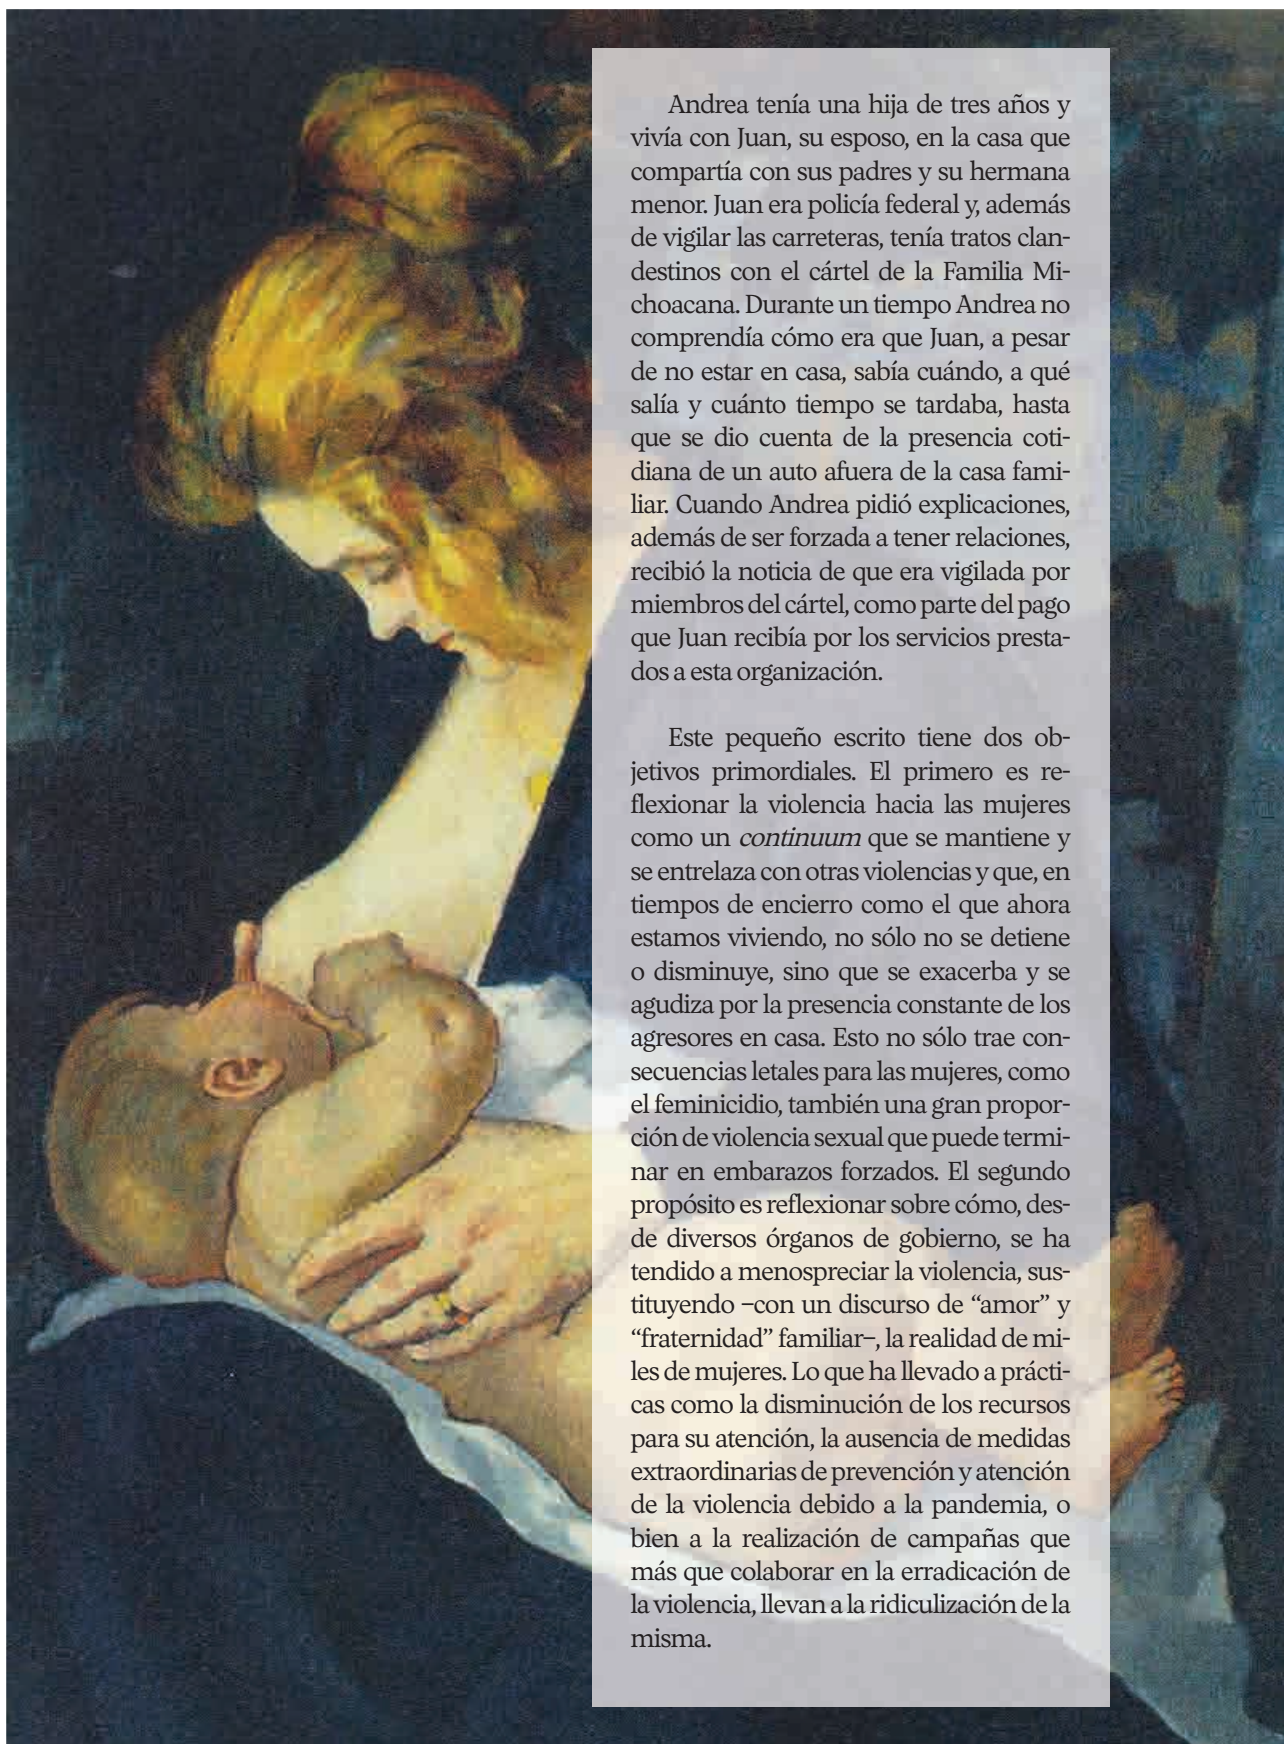 Andrea tenía una hija de tres años y
vivía con Juan, su esposo, en la casa que
compartía con sus padres y su hermana
menor. Juan era policía federal y, además
de vigilar las carreteras, tenía tratos clan-
destinos con el cártel de la Familia Mi-
choacana. Durante un tiempo Andrea no
comprendía cómo era que Juan, a pesar
de no estar en casa, sabía cuándo, a qué
salía y cuánto tiempo se tardaba, hasta
que se dio cuenta de la presencia coti-
diana de un auto afuera de la casa fami-
liar. Cuando Andrea pidió explicaciones,
además de ser forzada a tener relaciones,
recibió la noticia de que era vigilada por
miembros del cártel, como parte del pago
que Juan recibía por los servicios presta-
dos a esta organización.
Este pequeño escrito tiene dos ob-
jetivos primordiales. El primero es re-
flexionar la violencia hacia las mujeres
como un continuum que se mantiene y
se entrelaza con otras violencias y que, en
tiempos de encierro como el que ahora
estamos viviendo, no sólo no se detiene
o disminuye, sino que se exacerba y se
agudiza por la presencia constante de los
agresores en casa. Esto no sólo trae con-
secuencias letales para las mujeres, como
el feminicidio, también una gran propor-
ción de violencia sexual que puede termi-
nar en embarazos forzados. El segundo
propósito es reflexionar sobre cómo, des-
de diversos órganos de gobierno, se ha
tendido a menospreciar la violencia, sus-
tituyendo –con un discurso de “amor” y
“fraternidad” familiar–, la realidad de mi-
les de mujeres. Lo que ha llevado a prácti-
cas como la disminución de los recursos
para su atención, la ausencia de medidas
extraordinarias de prevención y atención
de la violencia debido a la pandemia, o
bien a la realización de campañas que
más que colaborar en la erradicación de
la violencia, llevan a la ridiculización de la
misma.